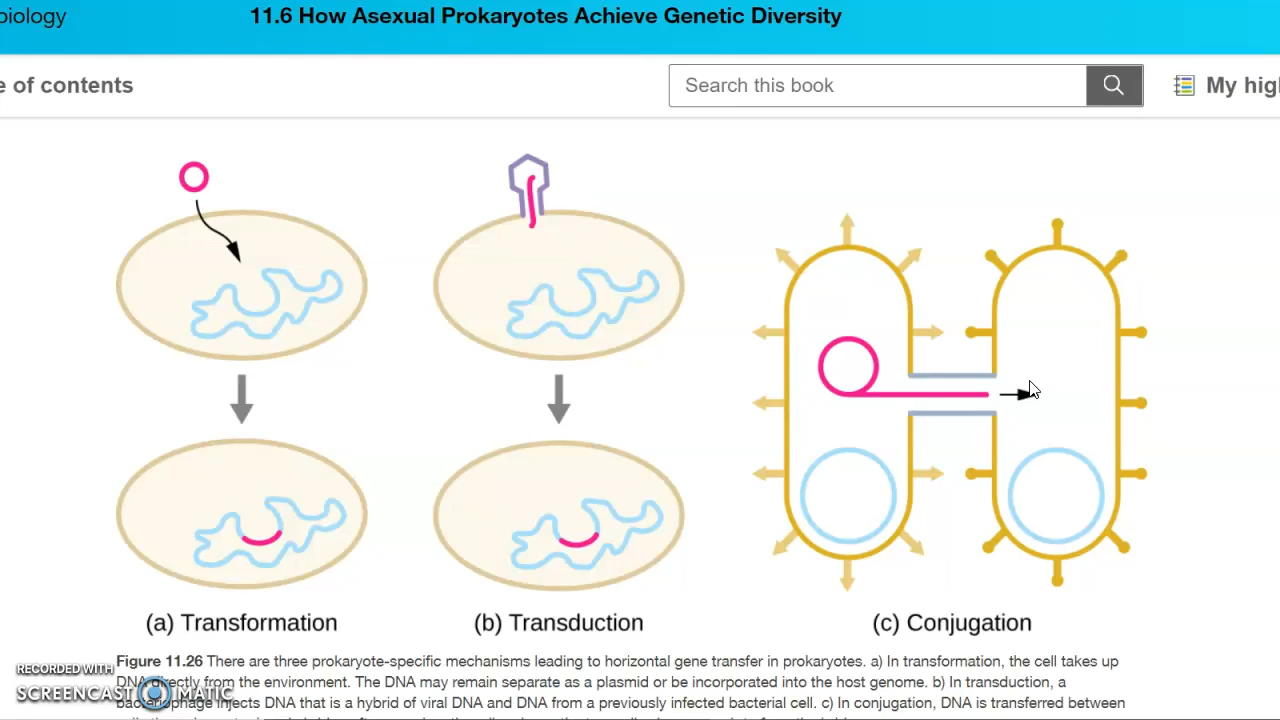 biology
11.6 How Asexual Prokaryotes Achieve Genetic Diversity
e of contents
Search this book
My hig
(a) Transformation
(b) Transduction
(c) Conjugation
Figure 11.26 There are three prokaryote-specific mechanisms leading to horizontal gene transfer in prokaryotes. a) In transformation, the cell takes up
DNA directly from the environment. The DNA may remain separate as a plasmid or be incorporated into the host genome. b) In transduction, a
bacteriophage injects DNA that is a hybrid of viral DNA and DNA from a previously infected bacterial cell. c) In conjugation, DNA is transferred between
RECORDED WITH
SCREENCAST MATIC